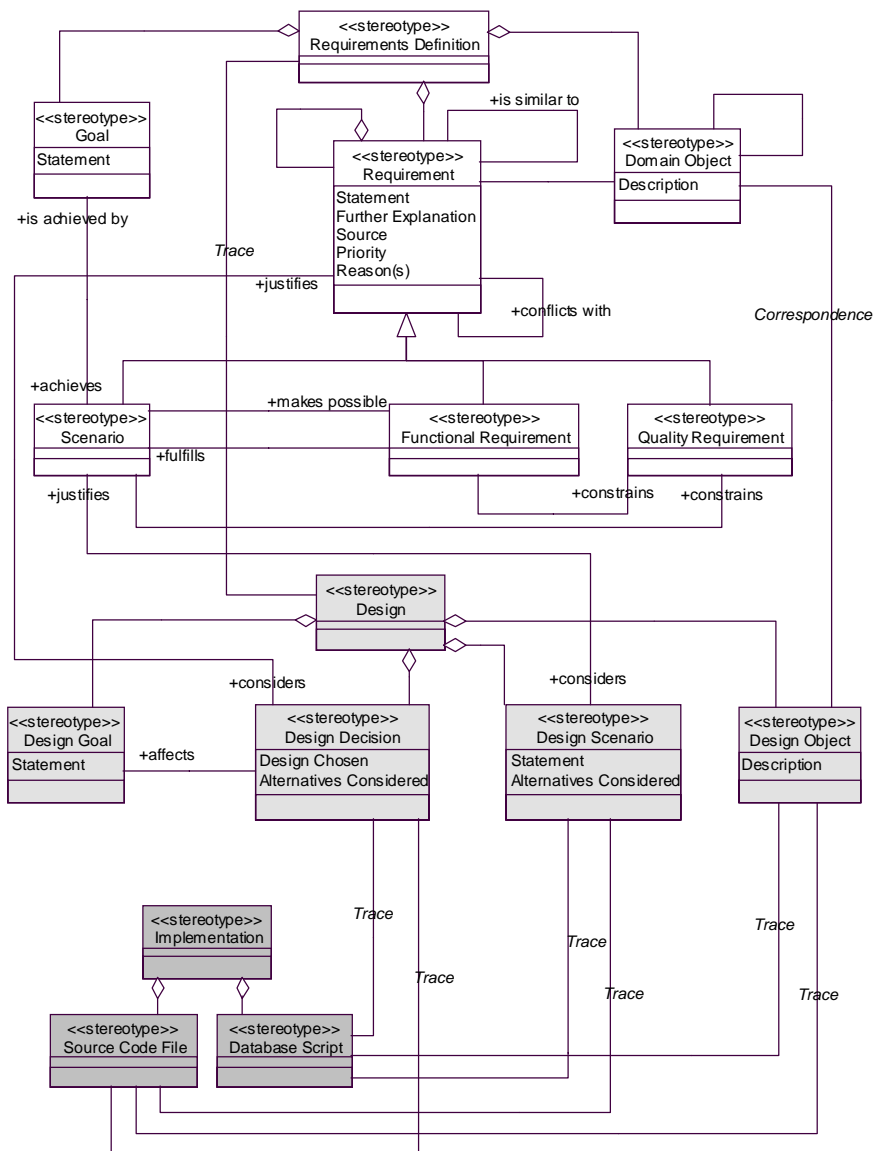 <<stereotype>>
Requirements Definition
<<stereotype>>
Goal
Statement
+is similar to
<<stereotype>>
Requirement
Statement
Further Explanation
Source
Priority
Reason(s)
<<stereotype>>
Domain Object
Description
+is achieved by
Trace
+justifies
+conflicts with
Correspondence
+achieves
<<stereotype>>
Scenario
+makes possible
+fulfills
<<stereotype>>
Functional Requirement
<<stereotype>>
Quality Requirement
+justifies
+constrains
+constrains
<<stereotype>>
Design
+considers
+considers
<<stereotype>>
Design Goal
Statement
+affects
<<stereotype>>
Design Decision
Design Chosen
Alternatives Considered
<<stereotype>>
Design Scenario
Statement
Alternatives Considered
<<stereotype>>
Design Object
Description
Trace
Trace
Trace
Trace
Trace
Trace
<<stereotype>>
Implementation
<<stereotype>>
Source Code File
<<stereotype>>
Database Script